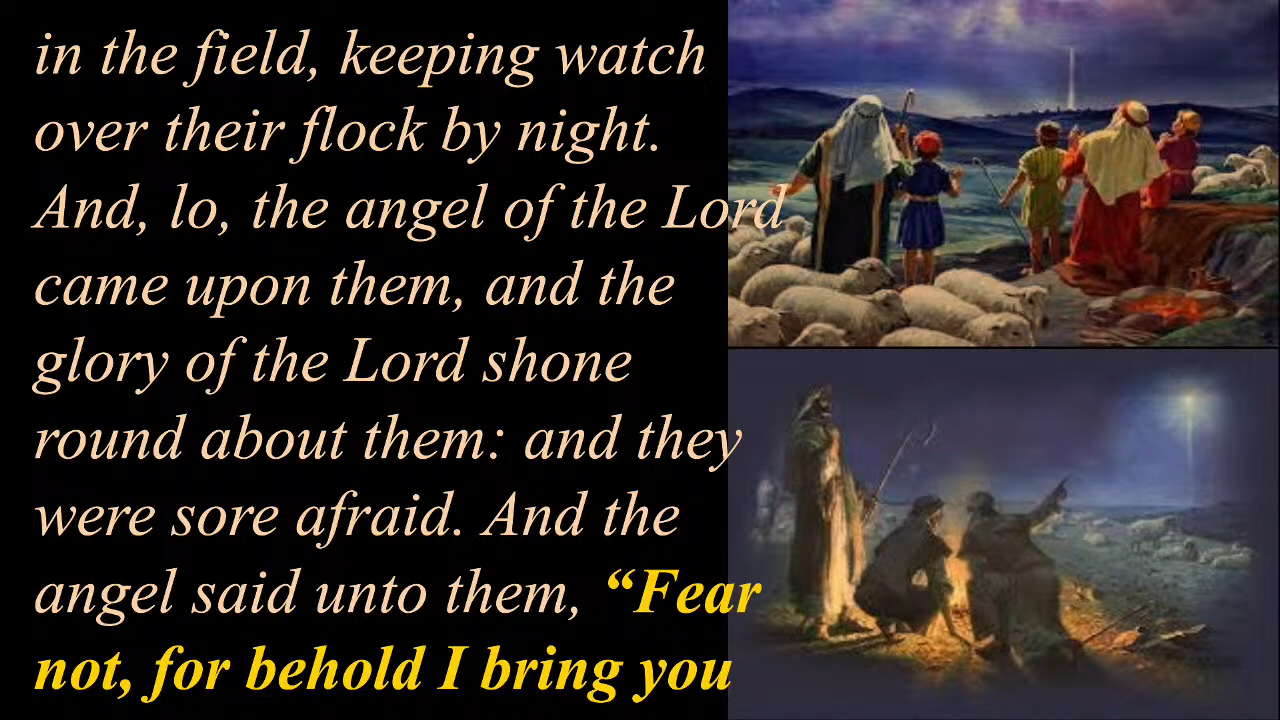 in the field, keeping watch
over their flock by night.
And, lo, the angel of the Lord
came upon them, and the
glory of the Lord shone
round about them: and they
were sore afraid. And the
angel said unto them, “Fear
not, for behold I bring you